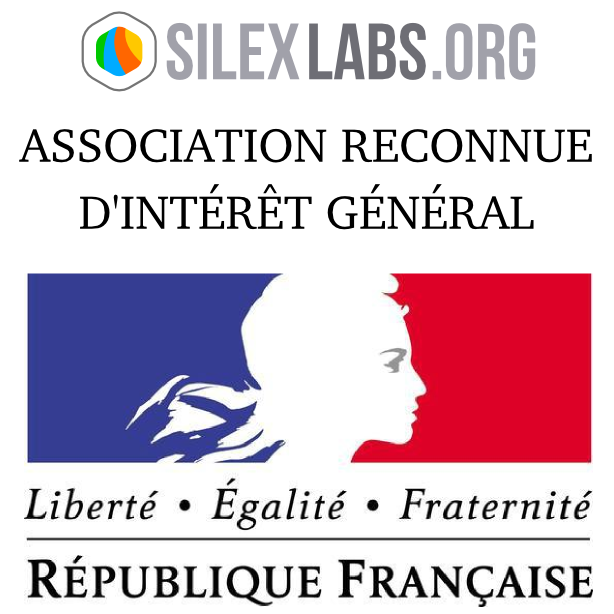 SILEXLABS.ORG
ASSOCIATION RECONNUE
D'INTÉRÊT GÉNÉRAL
Liberté • Égalité • Fraternité
RÉPUBLIQUE FRANÇAISE